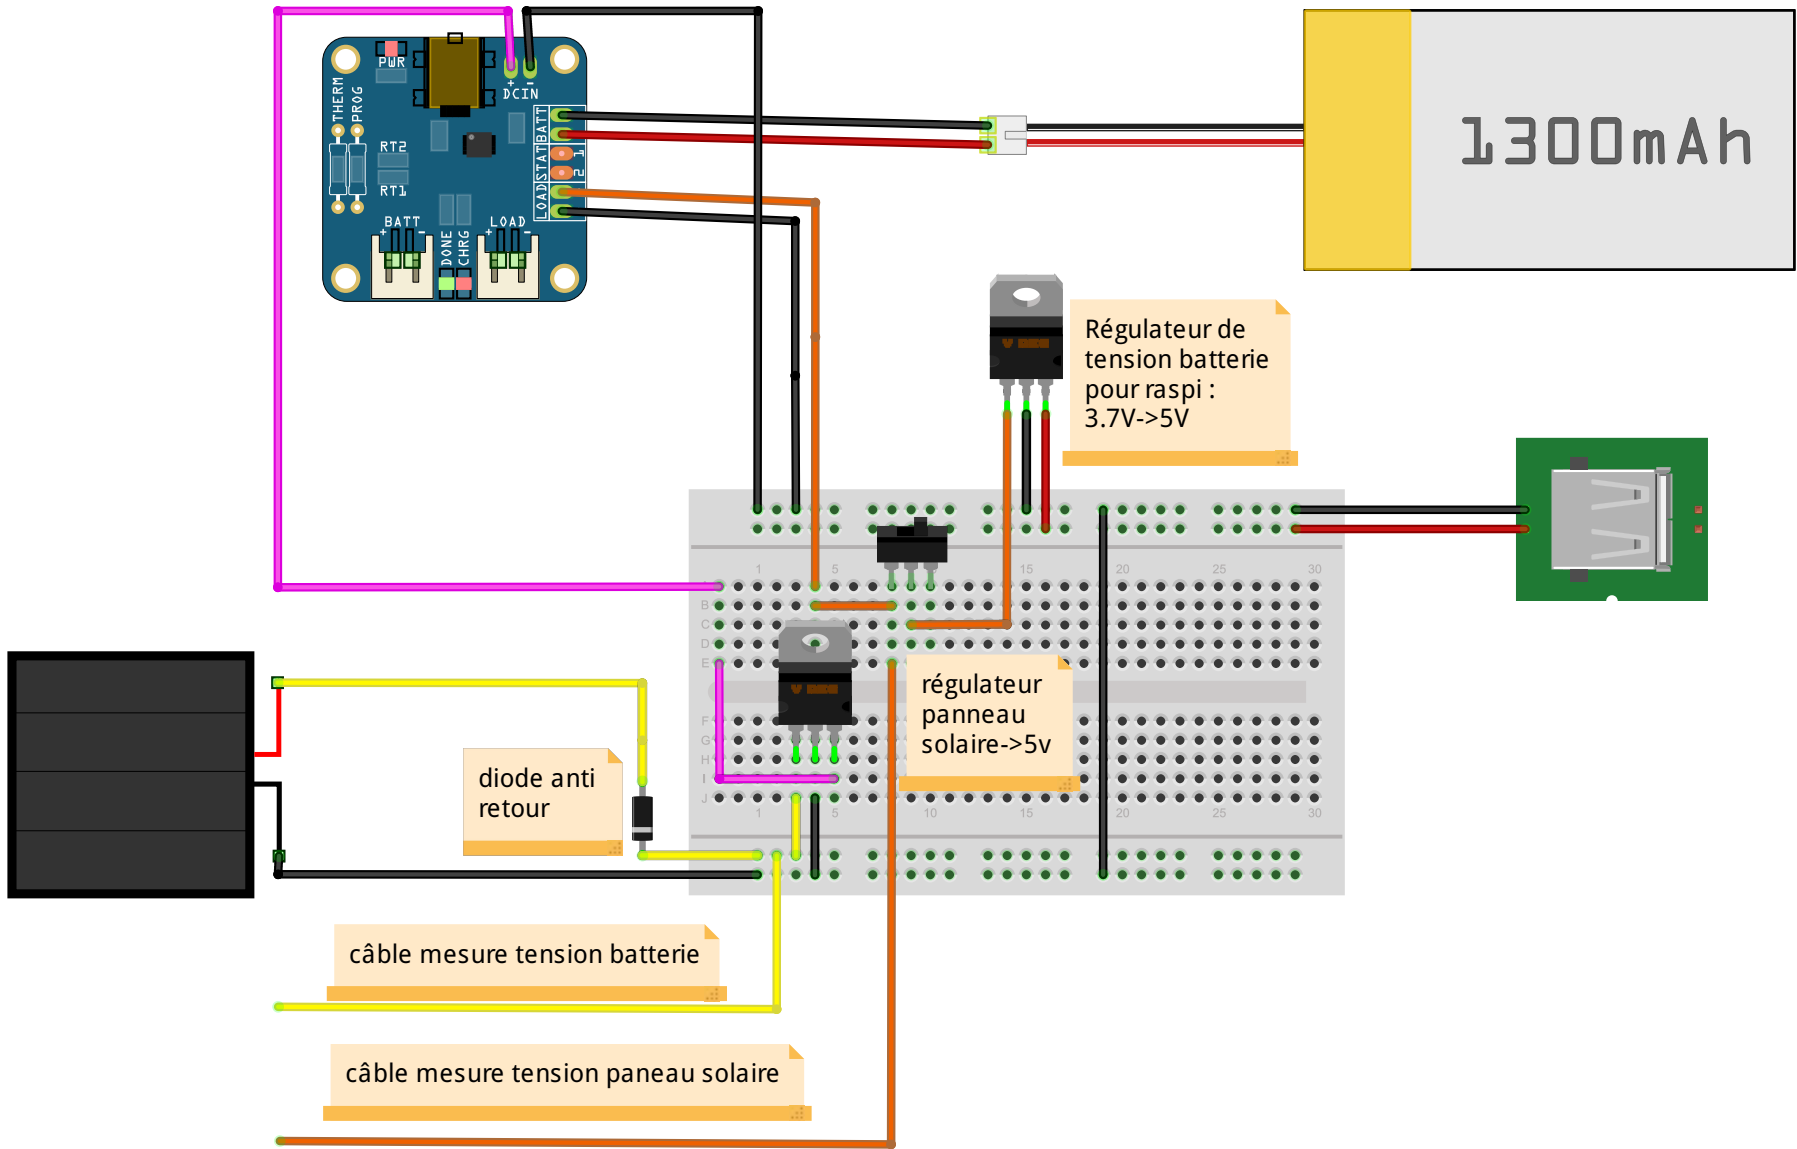 PWR
THERM
PROG
+ -
DCIN
BATT
STAT
1
2
LOAD
RT2
RT1
BATT
+ -
DONE
CHRG
LOAD
+ -
1300mAh
Régulateur de
tension batterie
pour raspi :
3.7V->5V
1 5 15 20 25 30
B
C
D
E
régulateur
panneau
solaire->5v
F
G
H
I
J
1 5 10 15 20 25 30
diode anti
retour
câble mesure tension batterie
câble mesure tension paneau solaire